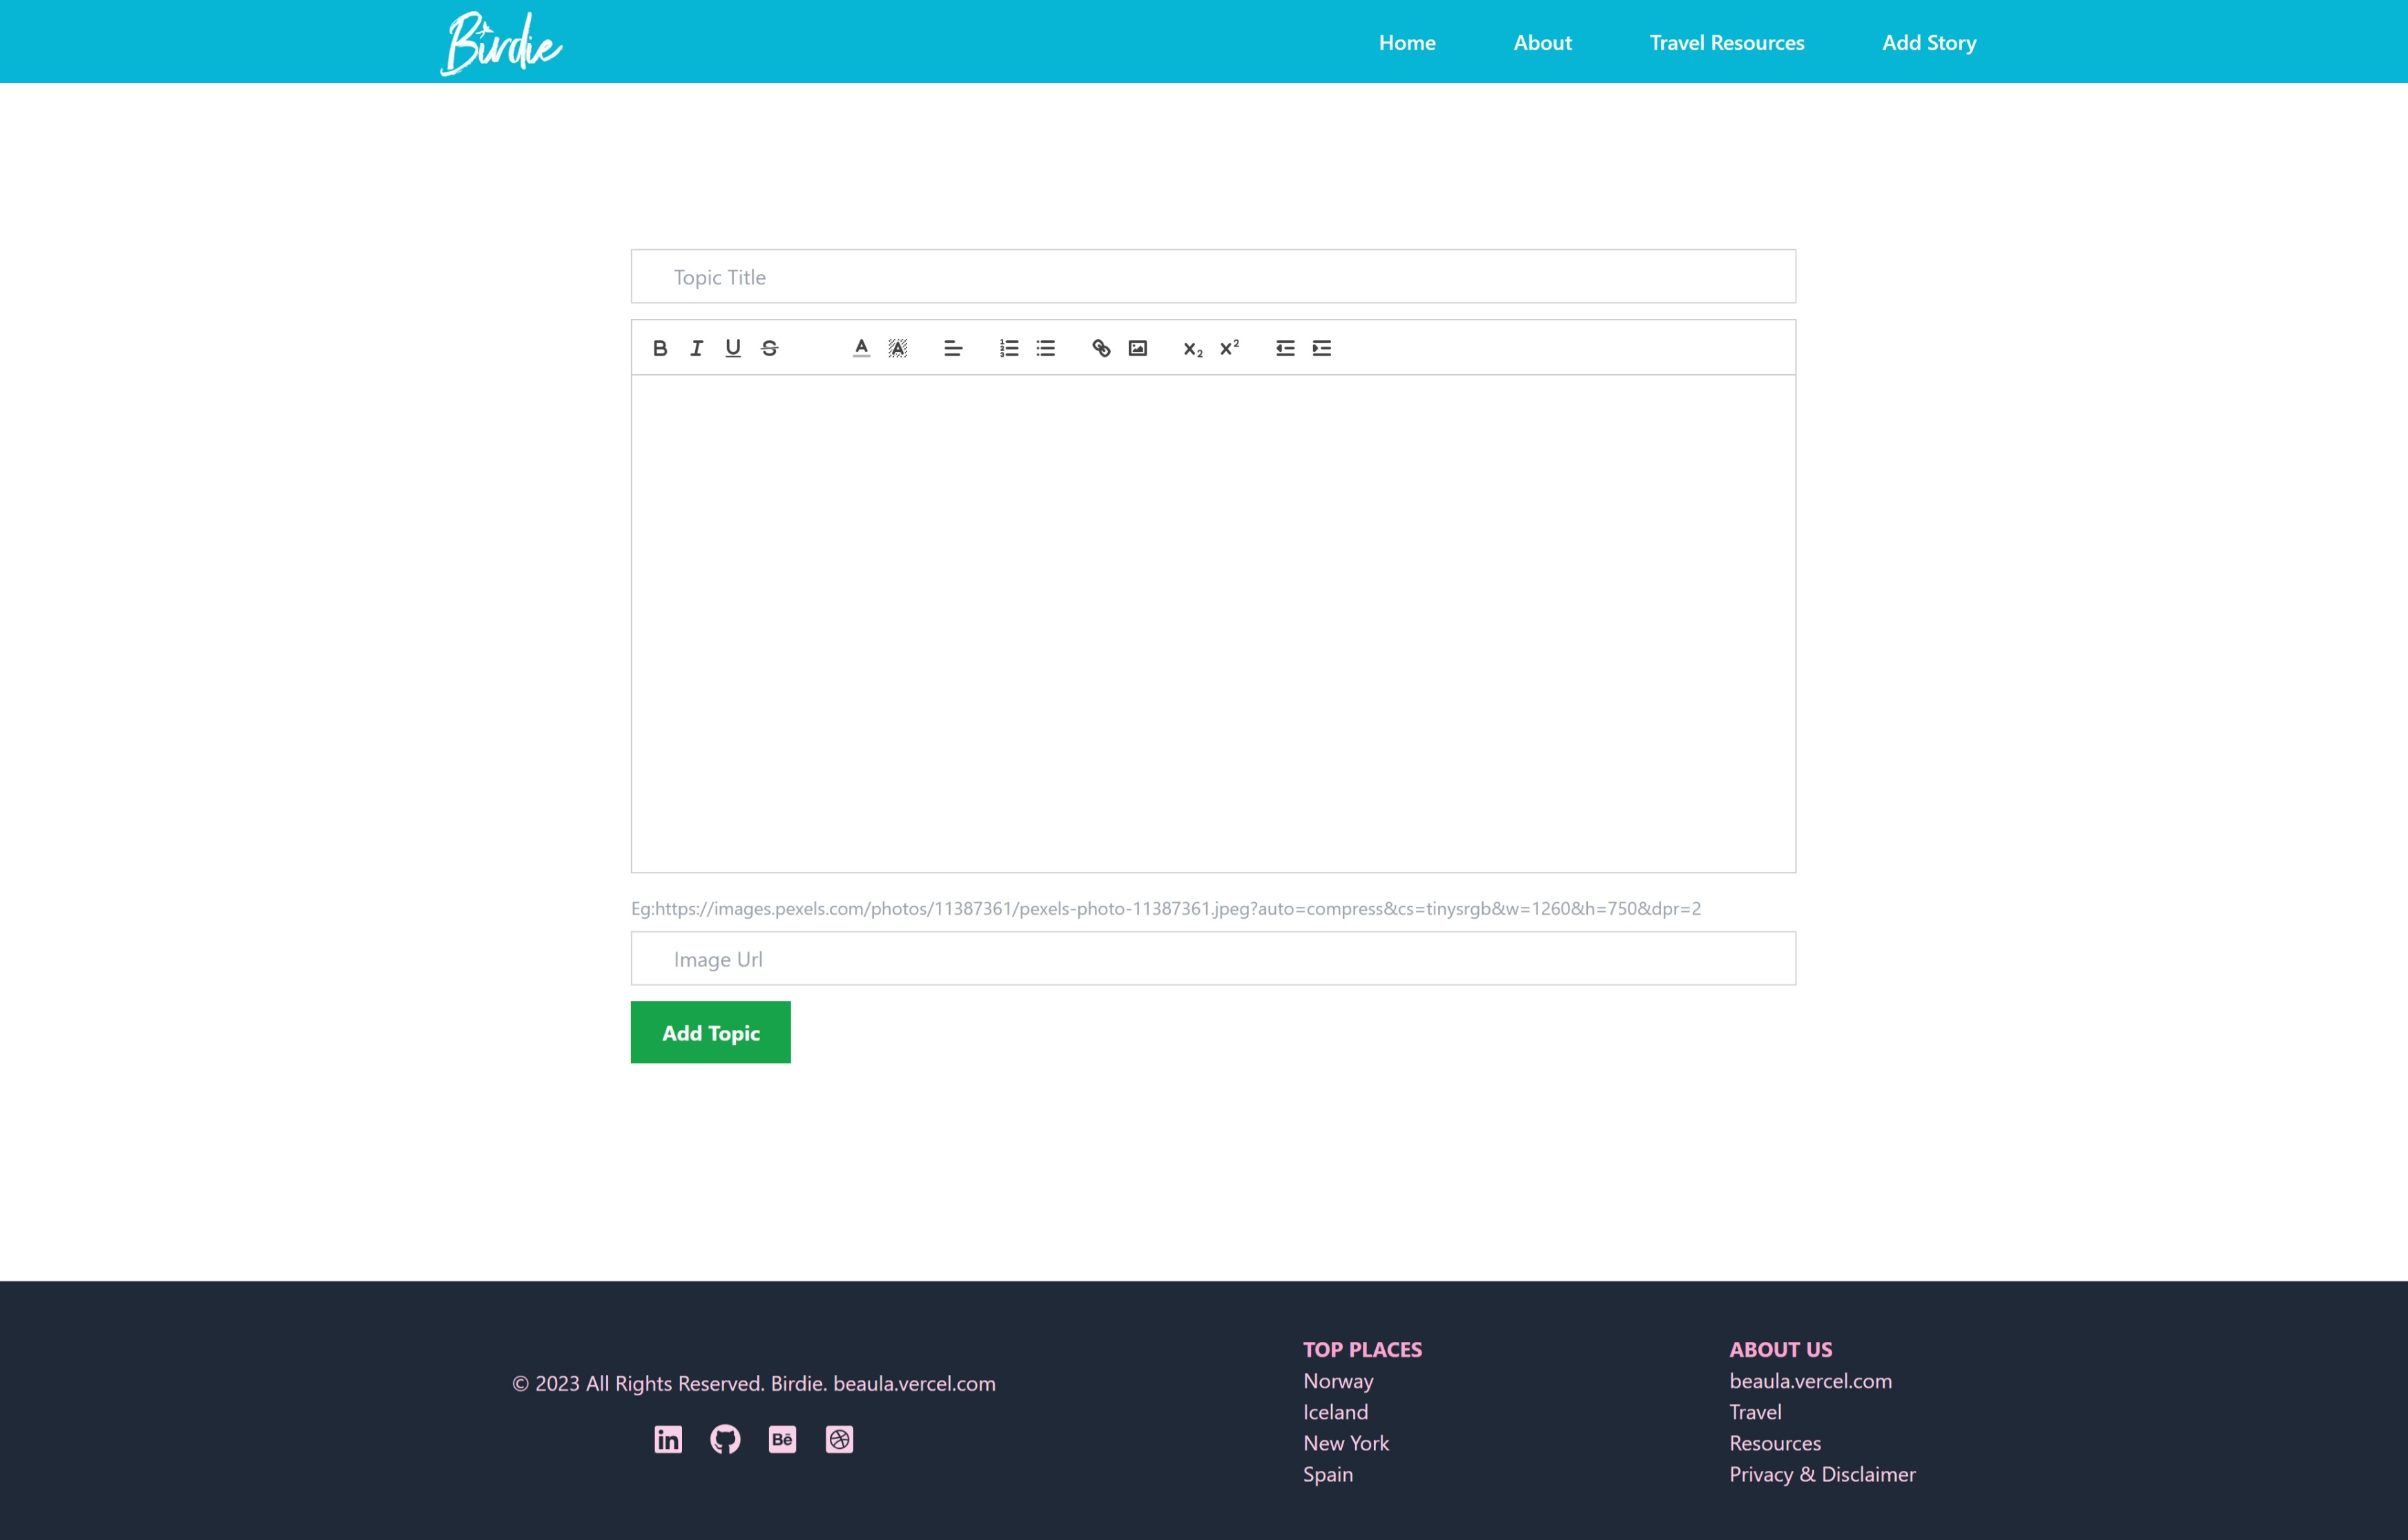 Birdie
Home About Travel Resources Add Story
Topic Title
Eg:https://images.pexels.com/photos/11387361/pexels-photo-11387361.jpeg?auto=compress&cs=tinysrgb&w=1260&h=750&dpr=2
Image Url
Add Topic
© 2023 All Rights Reserved. Birdie. beaula.vercel.com
TOP PLACES
Norway
Iceland
New York
Spain
ABOUT US
beaula.vercel.com
Travel
Resources
Privacy & Disclaimer